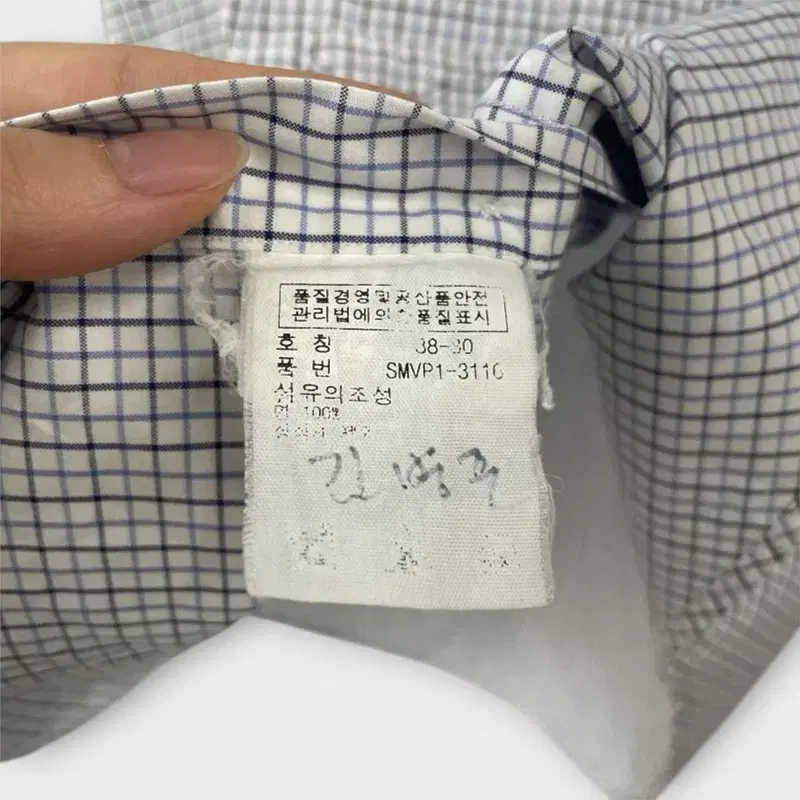 품질경영및공산품안전
관리법에의한품질표시
호 칭 38-80
품 번 SMVP1-3110
섬유의조성
면 100%
김병주